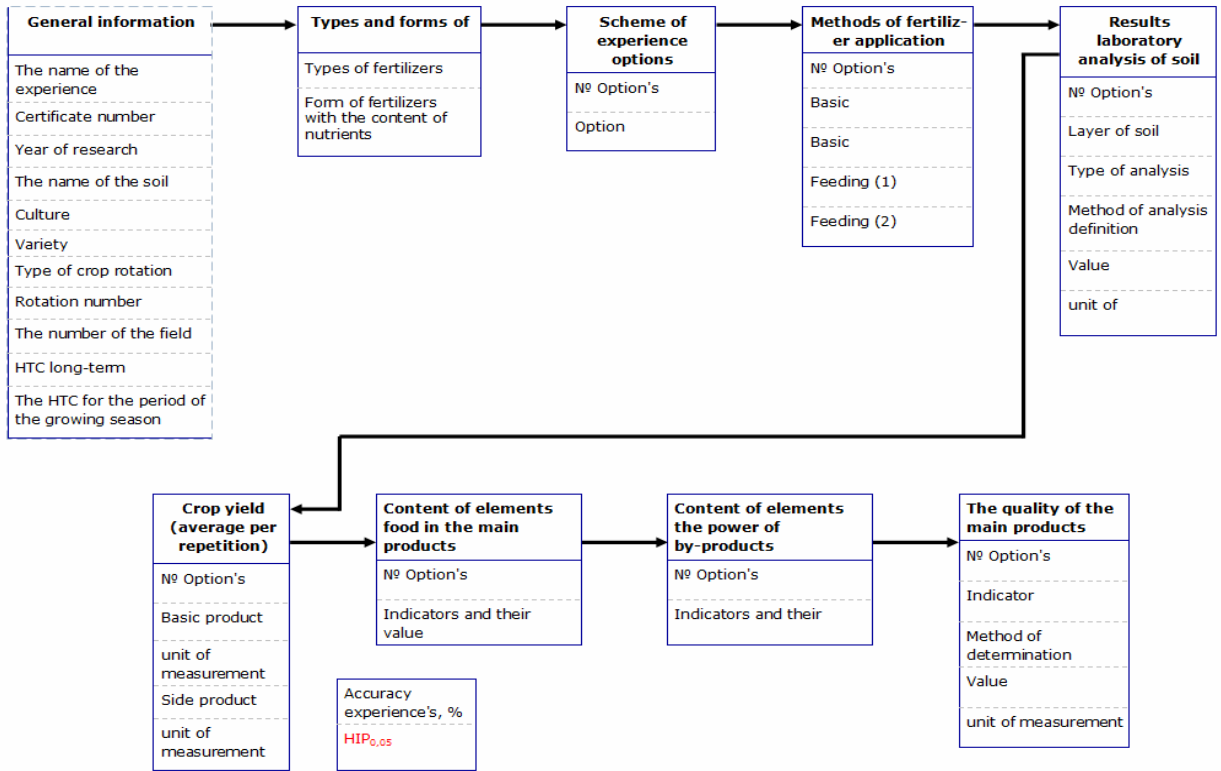 General information
The name of the
experience
Certificate number
Year of research
The name of the soil
Culture
Variety
Type of crop rotation
Rotation number
The number of the field
HTC long-term
The HTC for the period of
the growing season
Types and forms of
Types of fertilizers
Form of fertilizers
with the content of
nutrients
Scheme of
experience
options
№ Option's
Option
Methods of fertiliz-
er application
№ Option's
Basic
Basic
Feeding (1)
Feeding (2)
Results
laboratory
analysis of soil
№ Option's
Layer of soil
Type of analysis
Method of analysis
definition
Value
unit of
Crop yield
(average per
repetition)
№ Option's
Basic product
unit of
measurement
Side product
unit of
measurement
Content of elements
food in the main
products
№ Option's
Indicators and their
value
Accuracy
experience's, %
HIP0,05
Content of elements
the power of
by-products
№ Option's
Indicators and their
The quality of the
main products
№ Option's
Indicator
Method of
determination
Value
unit of measurement